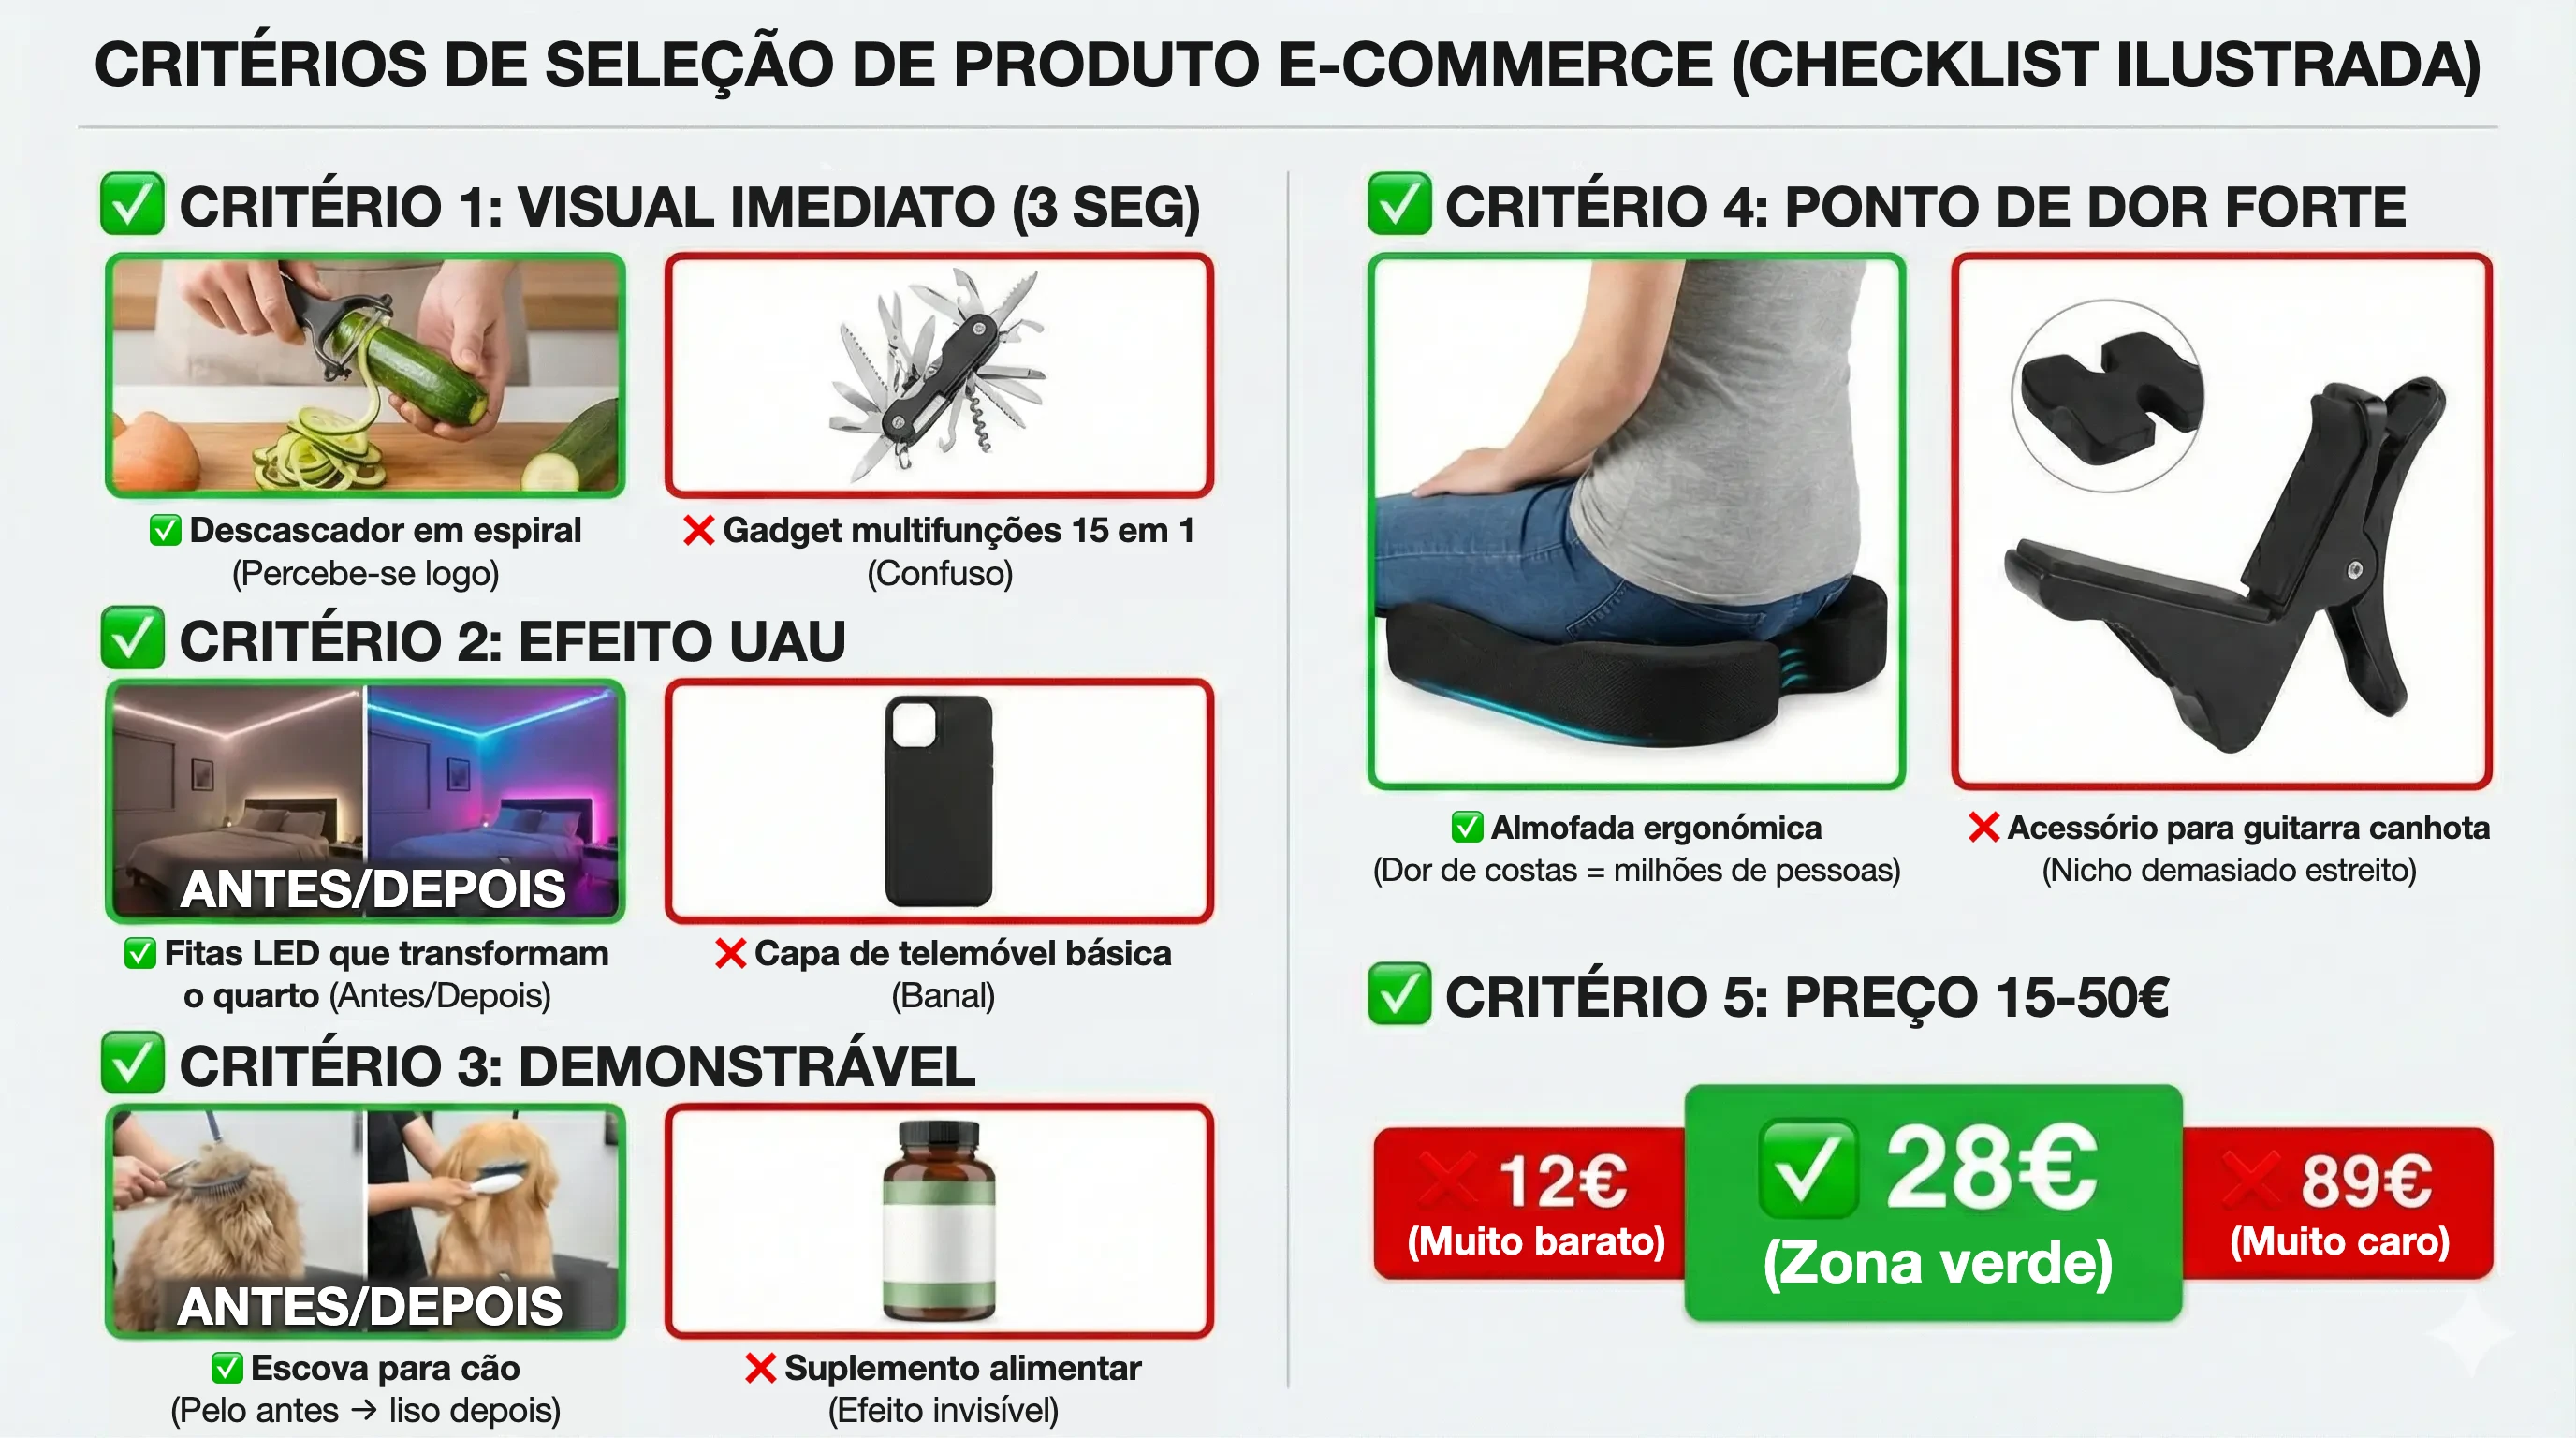 CRITÉRIOS DE SELEÇÃO DE PRODUTO E-COMMERCE (CHECKLIST ILUSTRADA)
✅ CRITÉRIO 1: VISUAL IMEDIATO (3 SEG)
✅ Descascador em espiral
(Percebe-se logo)
❌ Gadget multifunções 15 em 1
(Confuso)
✅ CRITÉRIO 2: EFEITO UAU
ANTES/DEPOIS
✅ Fitas LED que transformam
o quarto (Antes/Depois)
❌ Capa de telemóvel básica
(Banal)
✅ CRITÉRIO 3: DEMONSTRÁVEL
ANTES/DEPOIS
✅ Escova para cão
(Pelo antes → liso depois)
❌ Suplemento alimentar
(Efeito invisível)
✅ CRITÉRIO 4: PONTO DE DOR FORTE
✅ Almofada ergonómica
(Dor de costas = milhões de pessoas)
❌ Acessório para guitarra canhota
(Nicho demasiado estreito)
✅ CRITÉRIO 5: PREÇO 15-50€
❌ 12€
(Muito barato)
✅ 28€
(Zona verde)
❌ 89€
(Muito caro)